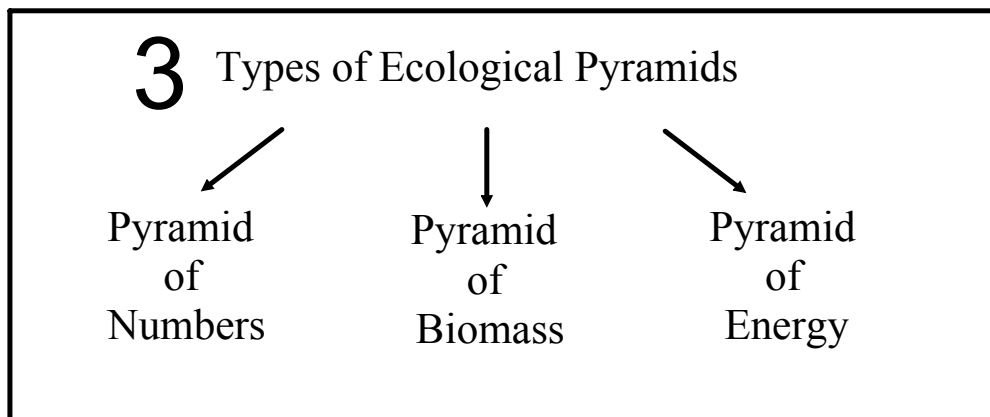 3 Types of Ecological Pyramids
Pyramid
of
Numbers
Pyramid
of
Biomass
Pyramid
of
Energy